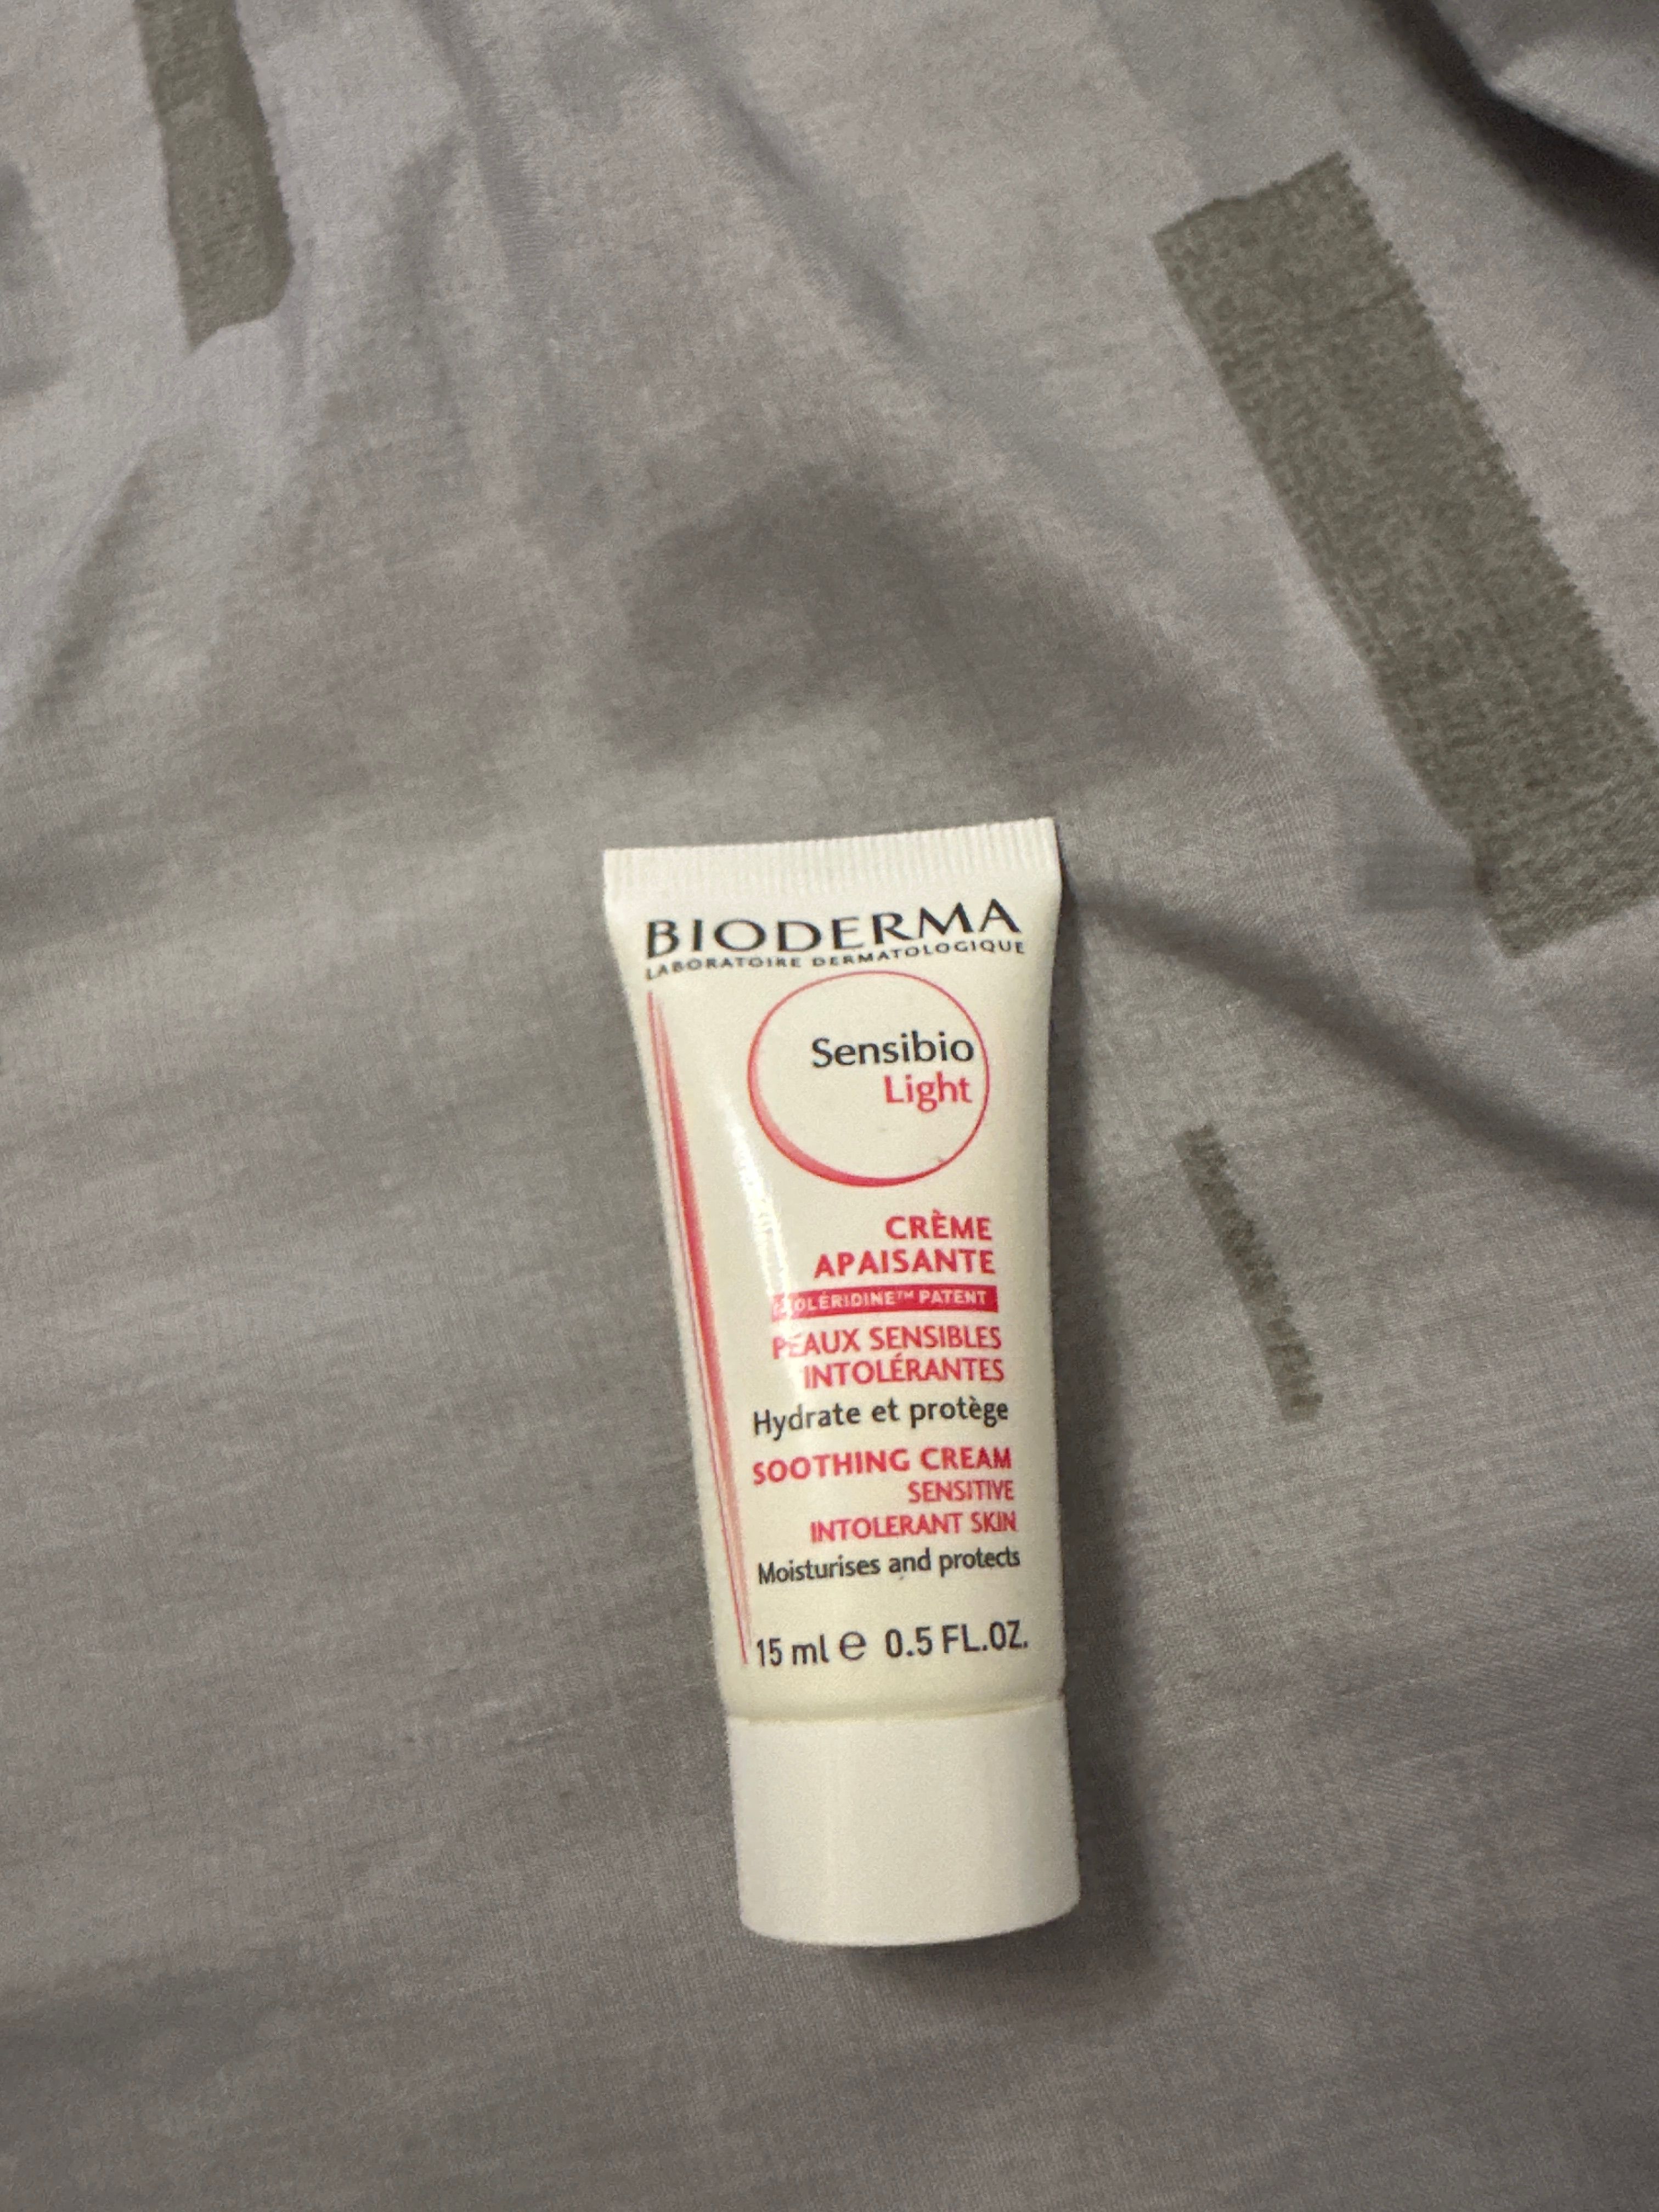 BIODERMA
LABORATOIRE DERMATOLOGIQUE
Sensibio
Light
CRÈME
APAISANTE
PATENT
PEAUX SENSIBLES
INTOLÉRANTES
Hydrate et protège
SOOTHING CREAM
SENSITIVE
INTOLERANT SKIN
Moisturises and protects
15 ml e 0.5 FL.OZ.